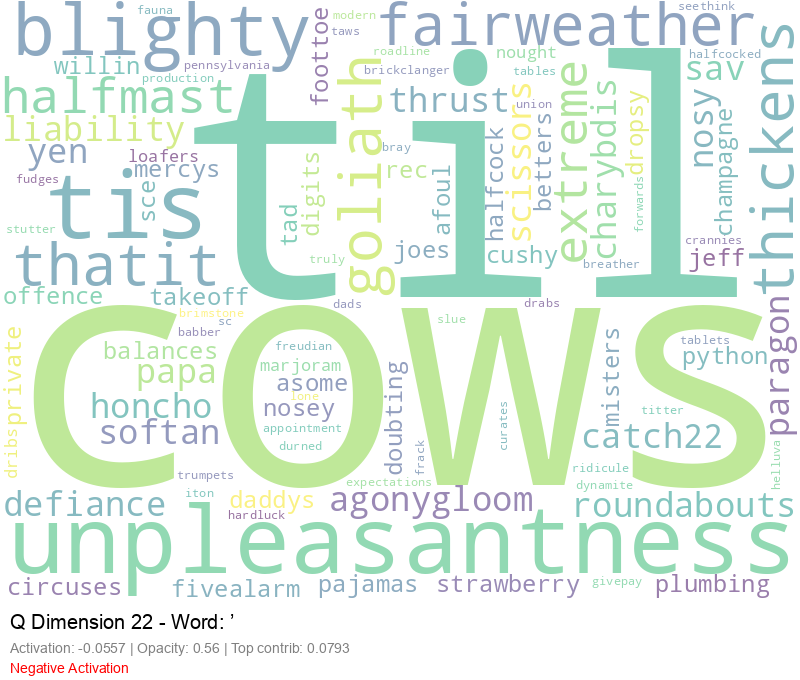 fauna
modern
seethink
blighty
taws
fairweather
willin
pennsylvania
foottoe
roadline
nought
halfcocked
til
production
brickclanger
tables
sav
halfmast
goliath
thrust
extreme
union
thickens
liability
scissors
charybdis
dropsy
nosy
champagne
yen
loafers
bray
betters
mercys
rec
halfcock
fudges
tis
sce
digits
afoul
forwards
stutter
tad
joes
cushy
crannies
thatit
truly
breather
jeff
offence
takeoff
dads
drabs
brimstone
cows
sc
slue
babber
private
balances
freudian
tablets
marjoram
misters
python
paragon
papa
asome
doubting
honcho
lone
nosey
titter
softan
appointment
curates
catch22
durned
dribs
frack
ridicule
helluva
trumpets
expectations
dynamite
iton
defiance
daddys
agonygloom
roundabouts
hardluck
unpleasantness
circuses
fivealarm
pajamas
strawberry
givepay
plumbing
Q Dimension 22 - Word: ’
Activation: -0.0557 | Opacity: 0.56 | Top contrib: 0.0793
Negative Activation